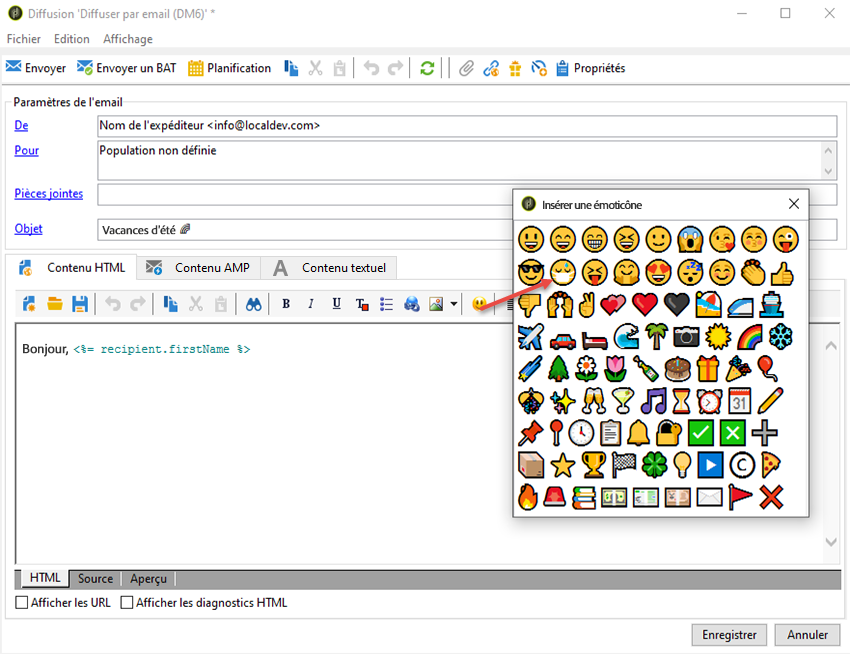 Diffusion 'Diffuser par email (DM6)' *
Fichier Edition Affichage
Envoyer Envoyer un BAT Planification Propriétés
Paramètres de l'email
De Nom de l'expéditeur <info@localdev.com>
Pour Population non définie
Pièces jointes
Objet Vacances d'été
Insérer une émoticône
Contenu HTML Contenu AMP Contenu textuel
B I U T
Bonjour, <%= recipient.firstName %>
31
HTML Source Aperçu
Afficher les URL Afficher les diagnostics HTML
Enregistrer Annuler